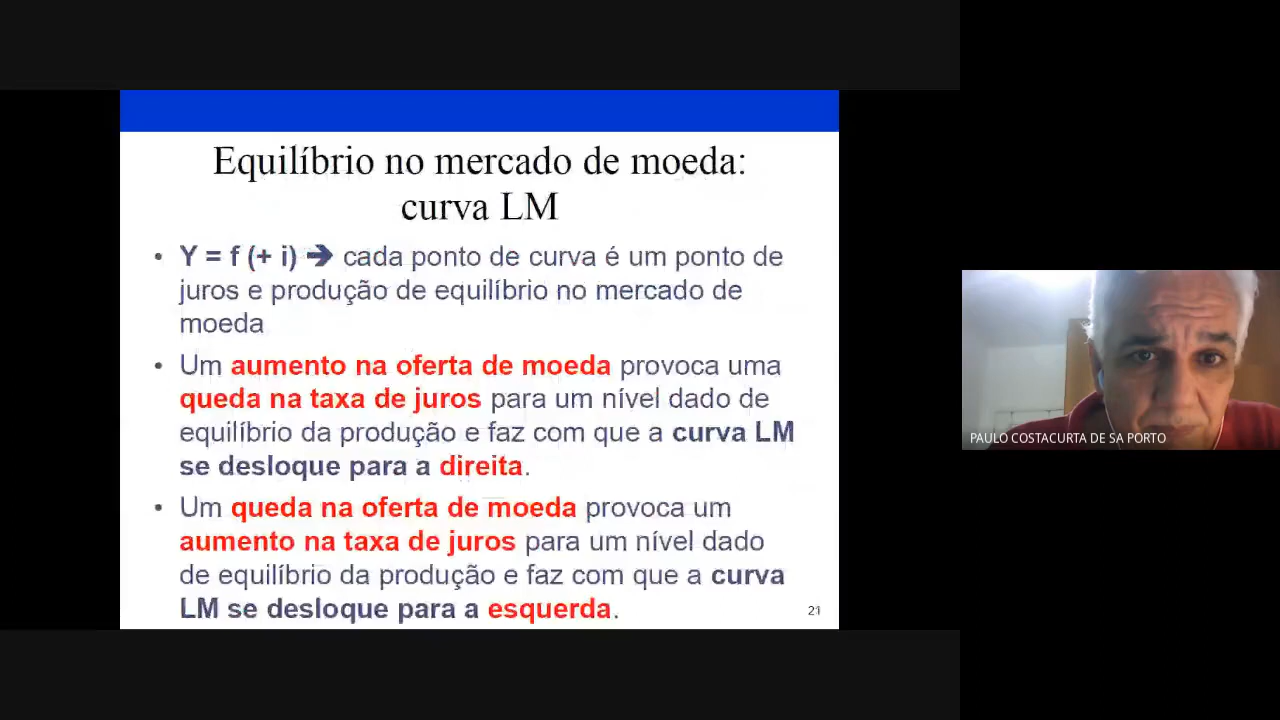 Equilíbrio no mercado de moeda:
curva LM
• Y = f (+ i) ➔ cada ponto de curva é um ponto de
juros e produção de equilíbrio no mercado de
moeda
• Um aumento na oferta de moeda provoca uma
queda na taxa de juros para um nível dado de
equilíbrio da produção e faz com que a curva LM
se desloque para a direita.
• Um queda na oferta de moeda provoca um
aumento na taxa de juros para um nível dado
de equilíbrio da produção e faz com que a curva
LM se desloque para a esquerda.
21
PAULO COSTACURTA DE SA PORTO